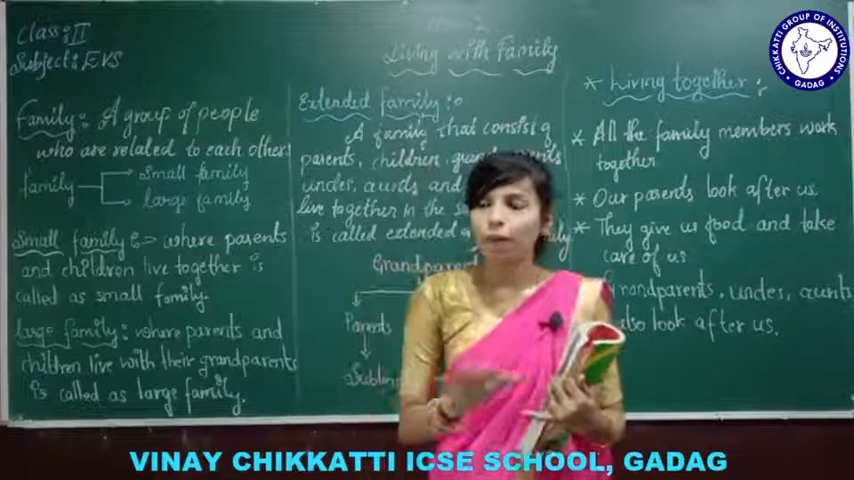 Class: II
Subject: EVS
Living with Family
Family: A group of people
who are related to each other
family
small family
large family
Small family :- where parents
and children live together is
called as small family.
large family: where parents and
children live with their grandparents
is called as large family.
Extended family:
A family that consist of
parents, children, grand
uncles, aunts and
live together in the
is called extended
Grandparents
Parents
* Living together:
* All the family members work
together
* Our parents look after us.
* They give us food and take
care of us
Grandparents, uncles, aunts
also look after us.
CHIKKATTI GROUP OF INSTITUTIONS
GADAG
VINAY CHIKKATTI ICSE SCHOOL, GADAG